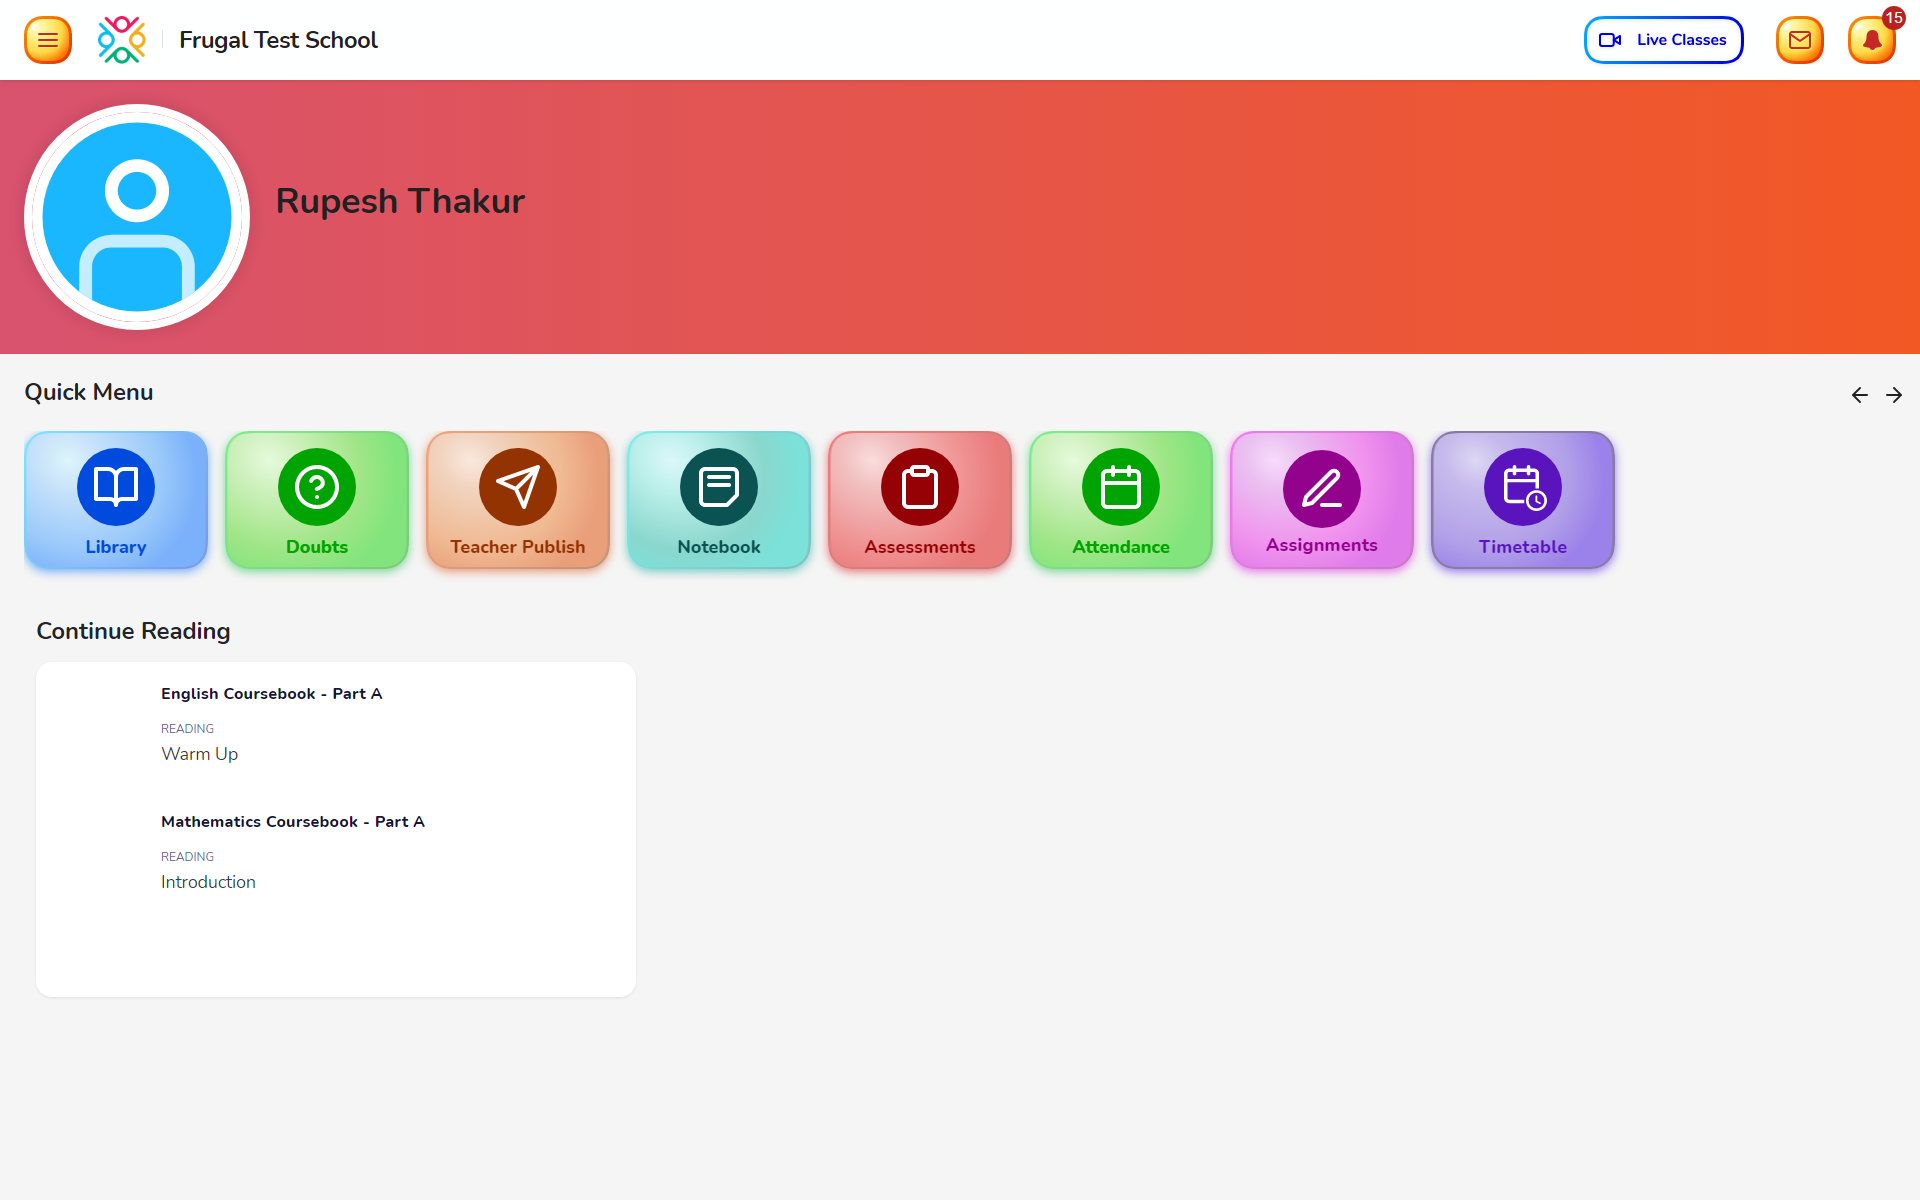 Frugal Test School
Live Classes
15
Rupesh Thakur
Quick Menu
Library
Doubts
Teacher Publish
Notebook
Assessments
Attendance
Assignments
Timetable
Continue Reading
English Coursebook - Part A
READING
Warm Up
Mathematics Coursebook - Part A
READING
Introduction